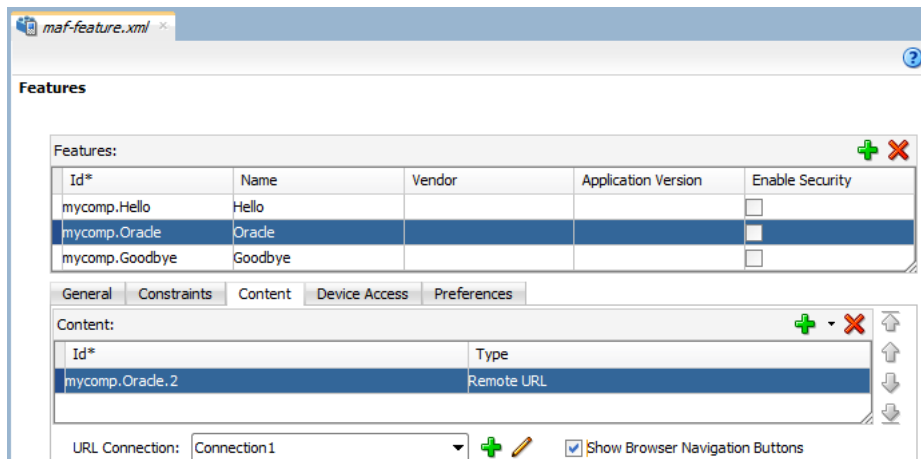 maf-feature.xml
Features
Features:
Id* Name Vendor Application Version Enable Security
mycomp.Hello Hello
mycomp.Oracle Oracle
mycomp.Goodbye Goodbye
General Constraints Content Device Access Preferences
Content:
Id* Type
mycomp.Oracle.2 Remote URL
URL Connection: Connection1 Show Browser Navigation Buttons